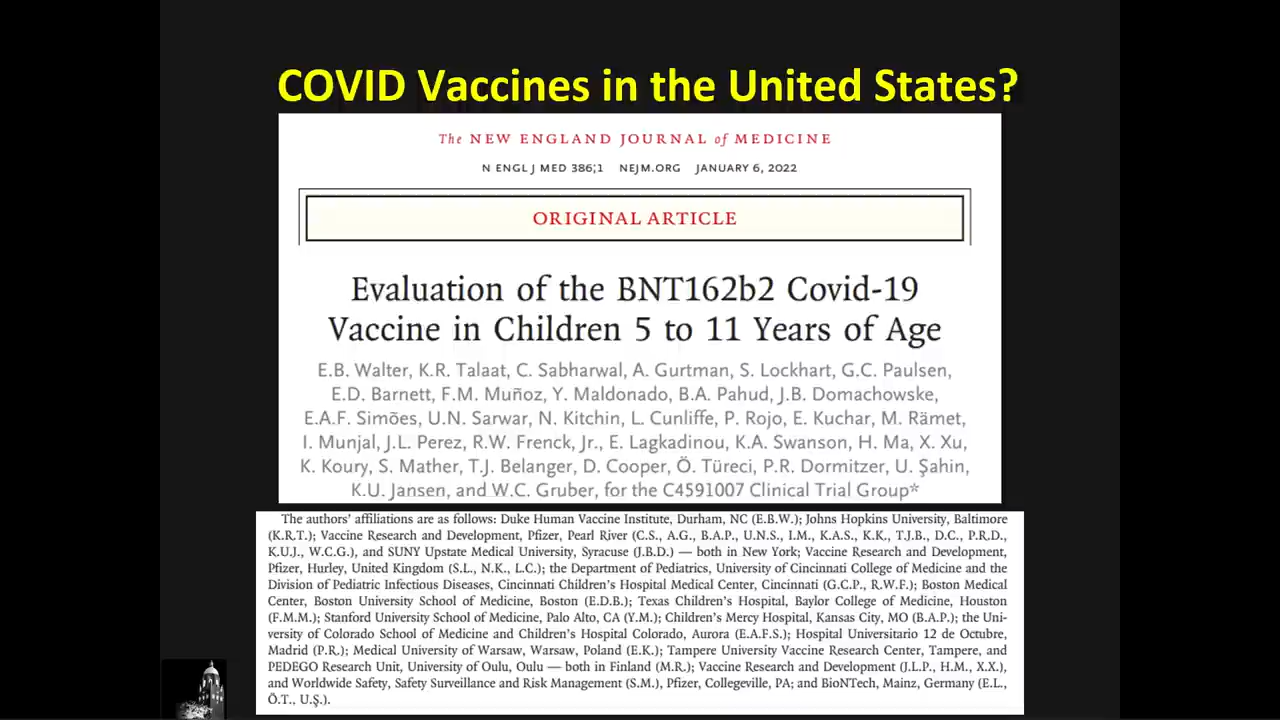 COVID Vaccines in the United States?
The NEW ENGLAND JOURNAL of MEDICINE
N ENGL J MED 386;1 NEJM.ORG JANUARY 6, 2022
ORIGINAL ARTICLE
Evaluation of the BNT162b2 Covid-19
Vaccine in Children 5 to 11 Years of Age
E.B. Walter, K.R. Talaat, C. Sabharwal, A. Gurtman, S. Lockhart, G.C. Paulsen,
E.D. Barnett, F.M. Muñoz, Y. Maldonado, B.A. Pahud, J.B. Domachowske,
E.A.F. Simões, U.N. Sarwar, N. Kitchin, L. Cunliffe, P. Rojo, E. Kuchar, M. Rämet,
I. Munjal, J.L. Perez, R.W. Frenck, Jr., E. Lagkadinou, K.A. Swanson, H. Ma, X. Xu,
K. Koury, S. Mather, T.J. Belanger, D. Cooper, Ö. Türeci, P.R. Dormitzer, U. Şahin,
K.U. Jansen, and W.C. Gruber, for the C4591007 Clinical Trial Group*
The authors' affiliations are as follows: Duke Human Vaccine Institute, Durham, NC (E.B.W.); Johns Hopkins University, Baltimore
(K.R.T.); Vaccine Research and Development, Pfizer, Pearl River (C.S., A.G., B.A.P., U.N.S., I.M., K.A.S., K.K., T.J.B., D.C., P.R.D.,
K.U.J., W.C.G.), and SUNY Upstate Medical University, Syracuse (J.B.D.) — both in New York; Vaccine Research and Development,
Pfizer, Hurley, United Kingdom (S.L., N.K., L.C.); the Department of Pediatrics, University of Cincinnati College of Medicine and the
Division of Pediatric Infectious Diseases, Cincinnati Children's Hospital Medical Center, Cincinnati (G.C.P., R.W.F.); Boston Medical
Center, Boston University School of Medicine, Boston (E.D.B.); Texas Children's Hospital, Baylor College of Medicine, Houston
(F.M.M.); Stanford University School of Medicine, Palo Alto, CA (Y.M.); Children's Mercy Hospital, Kansas City, MO (B.A.P.); the Uni-
versity of Colorado School of Medicine and Children's Hospital Colorado, Aurora (E.A.F.S.); Hospital Universitario 12 de Octubre,
Madrid (P.R.); Medical University of Warsaw, Warsaw, Poland (E.K.); Tampere University Vaccine Research Center, Tampere, and
PEDEGO Research Unit, University of Oulu, Oulu — both in Finland (M.R.); Vaccine Research and Development (J.L.P., H.M., X.X.),
and Worldwide Safety, Safety Surveillance and Risk Management (S.M.), Pfizer, Collegeville, PA; and BioNTech, Mainz, Germany (E.L.,
Ö.T., U.Ş.).